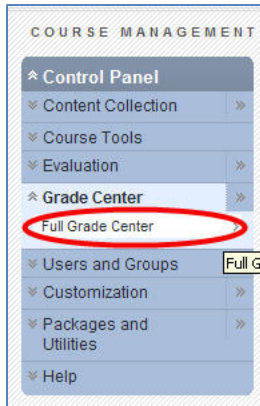 COURSE MANAGEMENT
Control Panel
Content Collection
Course Tools
Evaluation
Grade Center
Full Grade Center
Users and Groups
Full G
Customization
Packages and
Utilities
Help